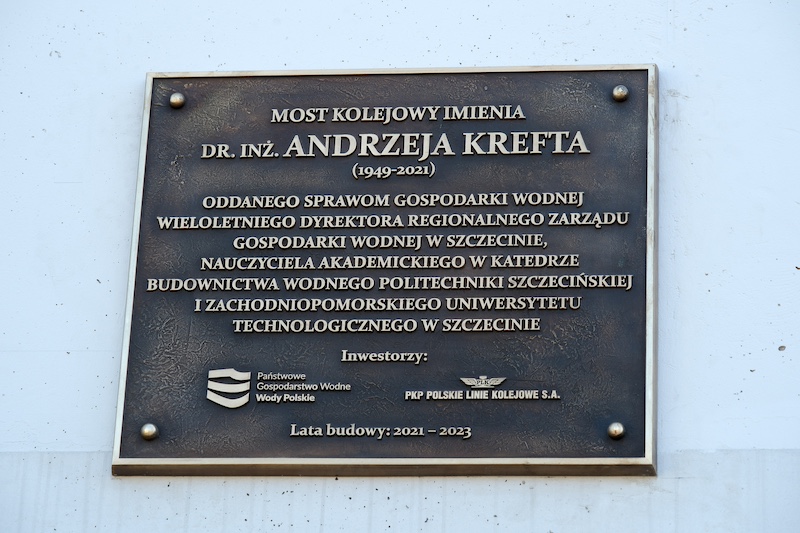 MOST KOLEJOWY IMIENIA
DR. INŻ. ANDRZEJA KREFTA
(1949-2021)
ODDANEGO SPRAWOM GOSPODARKI WODNEJ
WIELOLETNIEGO DYREKTORA REGIONALNEGO ZARZĄDU
GOSPODARKI WODNEJ W SZCZECINIE,
NAUCZYCIELA AKADEMICKIEGO W KATEDRZE
BUDOWNICTWA WODNEGO POLITECHNIKI SZCZECIŃSKIEJ
I ZACHODNIOPOMORSKIEGO UNIWERSYTETU
TECHNOLOGICZNEGO W SZCZECINIE
Inwestorzy:
Państwowe
Gospodarstwo Wodne
Wody Polskie
PLK
PKP POLSKIE LINIE KOLEJOWE S.A.
Lata budowy: 2021 – 2023